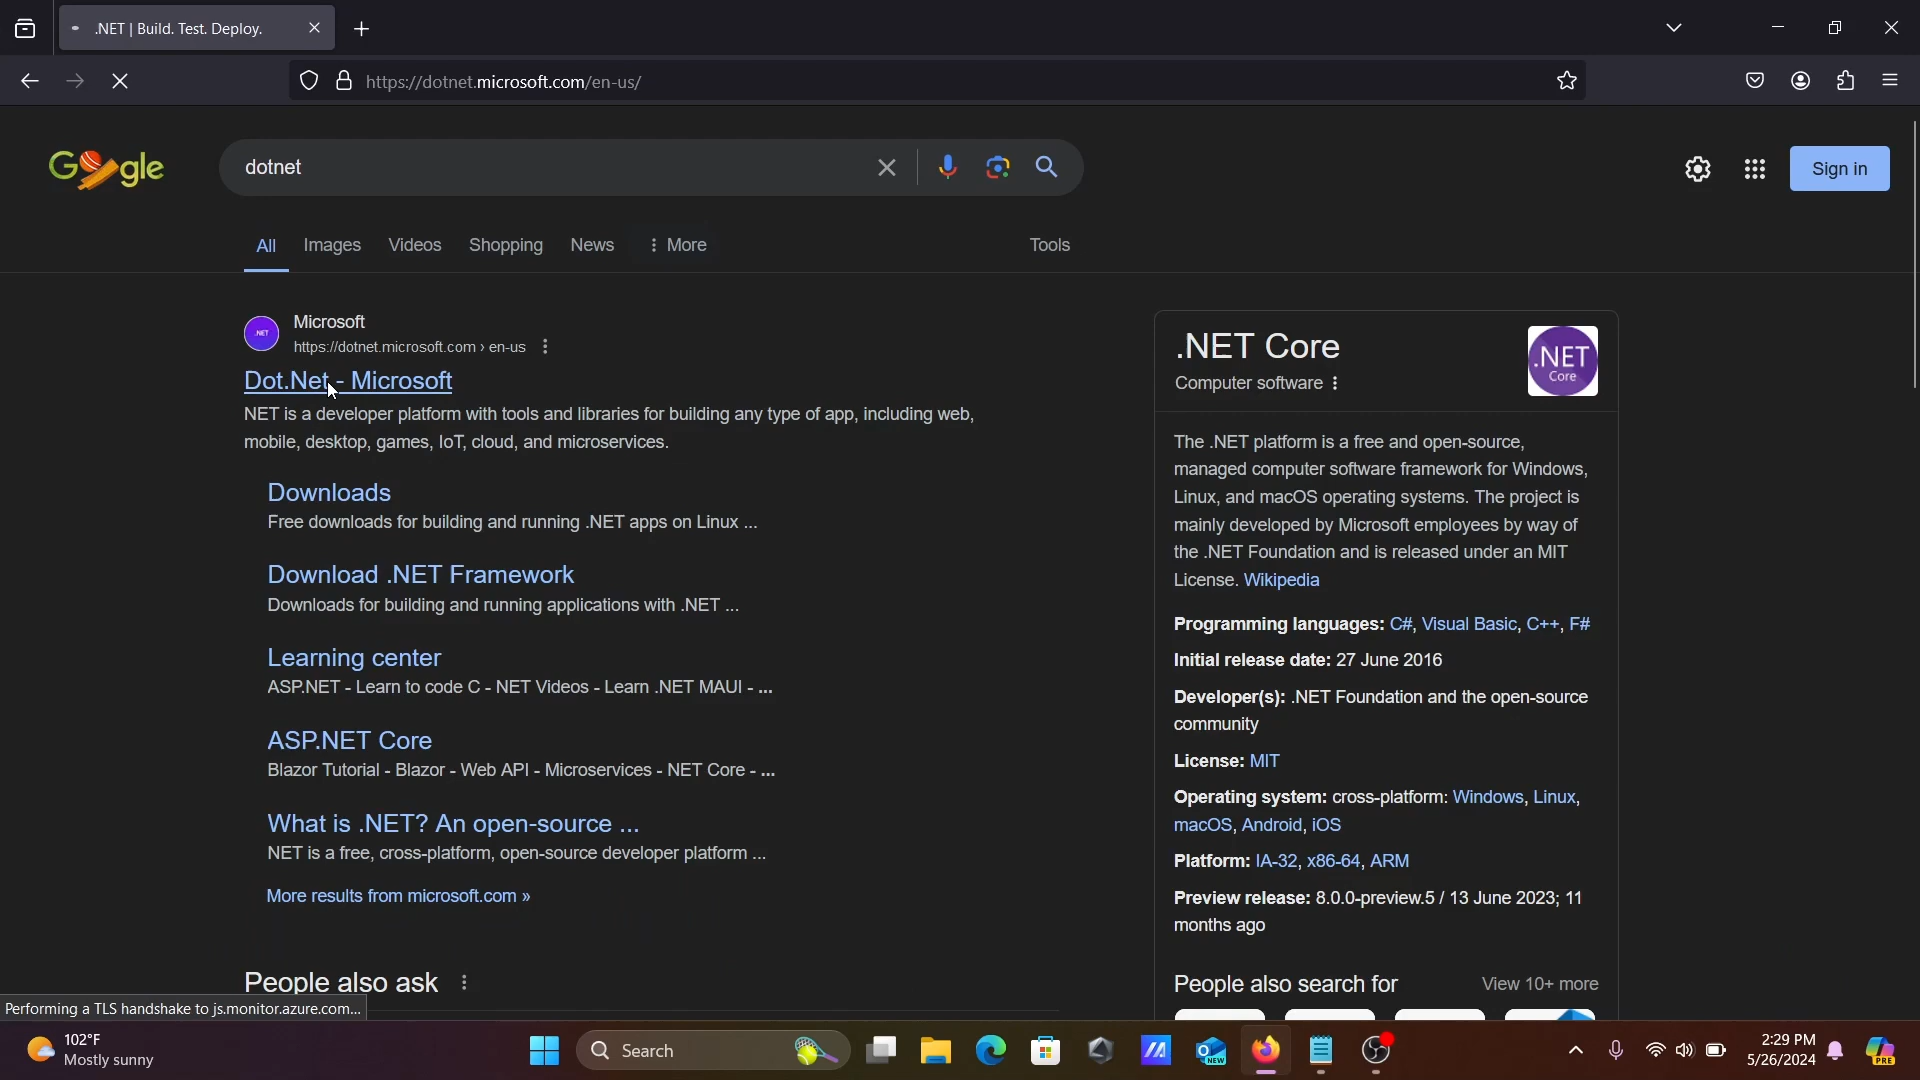 .NET | Build. Test. Deploy.
https://dotnet.microsoft.com/en-us/
Google
dotnet
Sign in
All Images Videos Shopping News More Tools
Microsoft
https://dotnet.microsoft.com › en-us
Dot.Net - Microsoft
NET is a developer platform with tools and libraries for building any type of app, including web,
mobile, desktop, games, IoT, cloud, and microservices.
Downloads
Free downloads for building and running .NET apps on Linux ...
Download .NET Framework
Downloads for building and running applications with .NET ...
Learning center
ASP.NET - Learn to code C - NET Videos - Learn .NET MAUI - ...
ASP.NET Core
Blazor Tutorial - Blazor - Web API - Microservices - NET Core - ...
What is .NET? An open-source ...
NET is a free, cross-platform, open-source developer platform ...
More results from microsoft.com »
People also ask
.NET Core
Computer software
.NET
Core
The .NET platform is a free and open-source,
managed computer software framework for Windows,
Linux, and macOS operating systems. The project is
mainly developed by Microsoft employees by way of
the .NET Foundation and is released under an MIT
License. Wikipedia
Programming languages: C#, Visual Basic, C++, F#
Initial release date: 27 June 2016
Developer(s): .NET Foundation and the open-source
community
License: MIT
Operating system: cross-platform: Windows, Linux,
macOS, Android, iOS
Platform: IA-32, x86-64, ARM
Preview release: 8.0.0-preview.5 / 13 June 2023; 11
months ago
People also search for View 10+ more
Performing a TLS handshake to js.monitor.azure.com...
102°F
Mostly sunny
Search
NEW
2:29 PM
5/26/2024
PRE